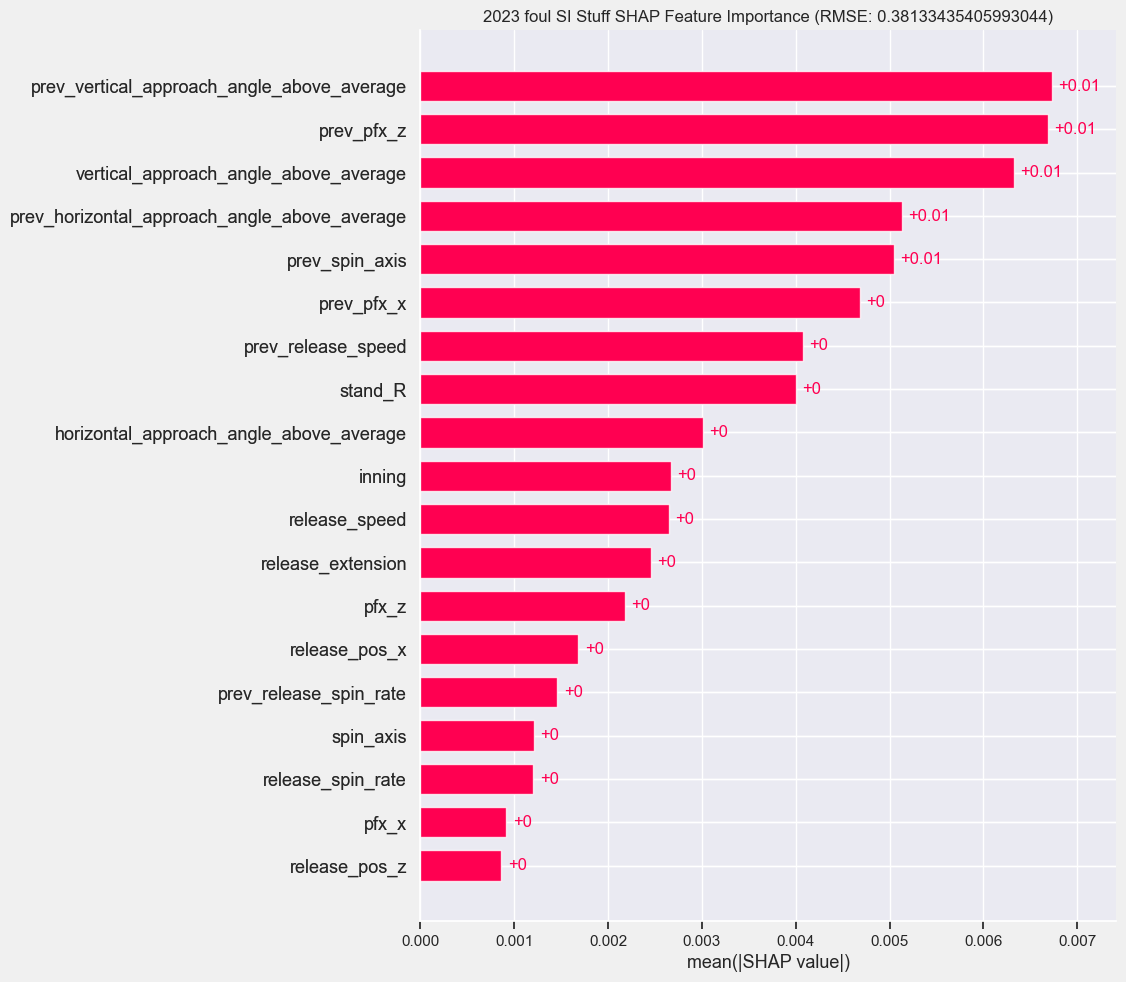 2023 foul SI Stuff SHAP Feature Importance (RMSE: 0.38133435405993044)
prev_vertical_approach_angle_above_average +0.01
prev_pfx_z +0.01
vertical_approach_angle_above_average +0.01
prev_horizontal_approach_angle_above_average +0.01
prev_spin_axis +0.01
prev_pfx_x +0
prev_release_speed +0
stand_R +0
horizontal_approach_angle_above_average +0
inning +0
release_speed +0
release_extension +0
pfx_z +0
release_pos_x +0
prev_release_spin_rate +0
spin_axis +0
release_spin_rate +0
pfx_x +0
release_pos_z +0
0.000 0.001 0.002 0.003 0.004 0.005 0.006 0.007
mean(|SHAP value|)